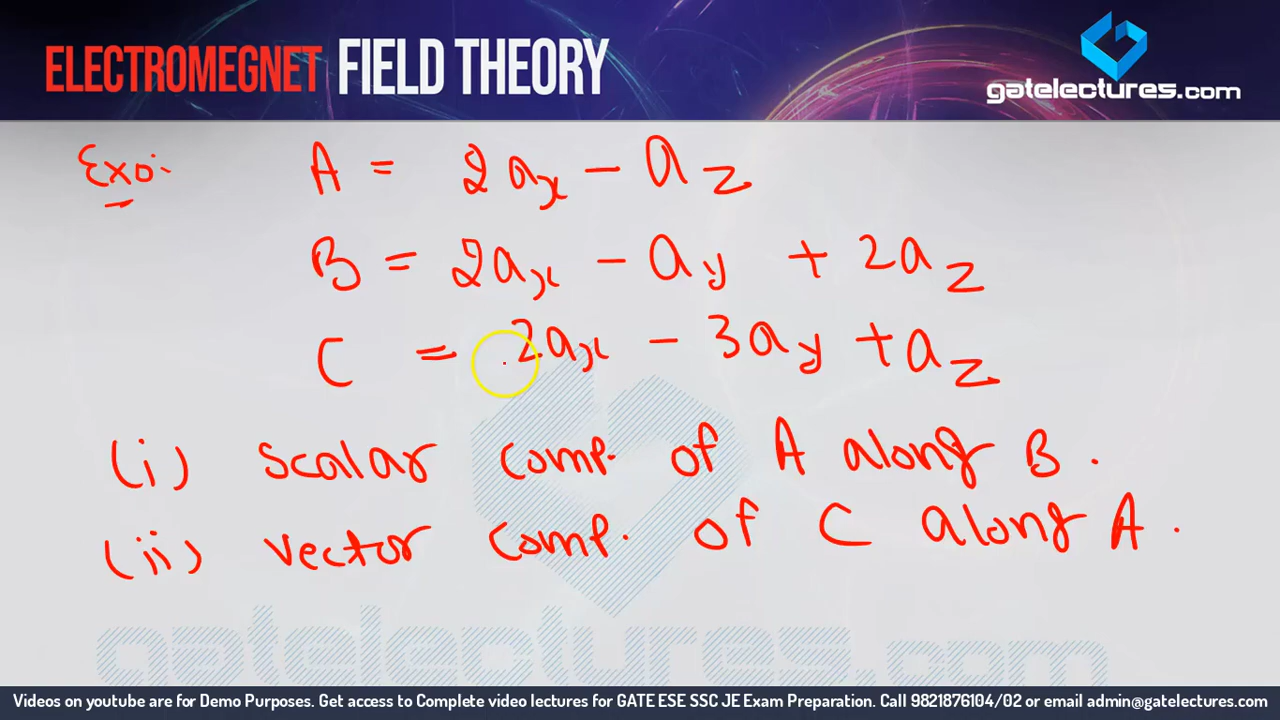 ELECTROMEGNET FIELD THEORY
gatelectures.com
Exo:-
A = 2ax - az
B = 2ax - ay + 2az
C = 2ax - 3ay + az
(i) scalar comp. of A along B.
(ii) vector comp. of C along A.
gatelectures.com
Videos on youtube are for Demo Purposes. Get access to Complete video lectures for GATE ESE SSC JE Exam Preparation. Call 9821876104/02 or email admin@gatelectures.com